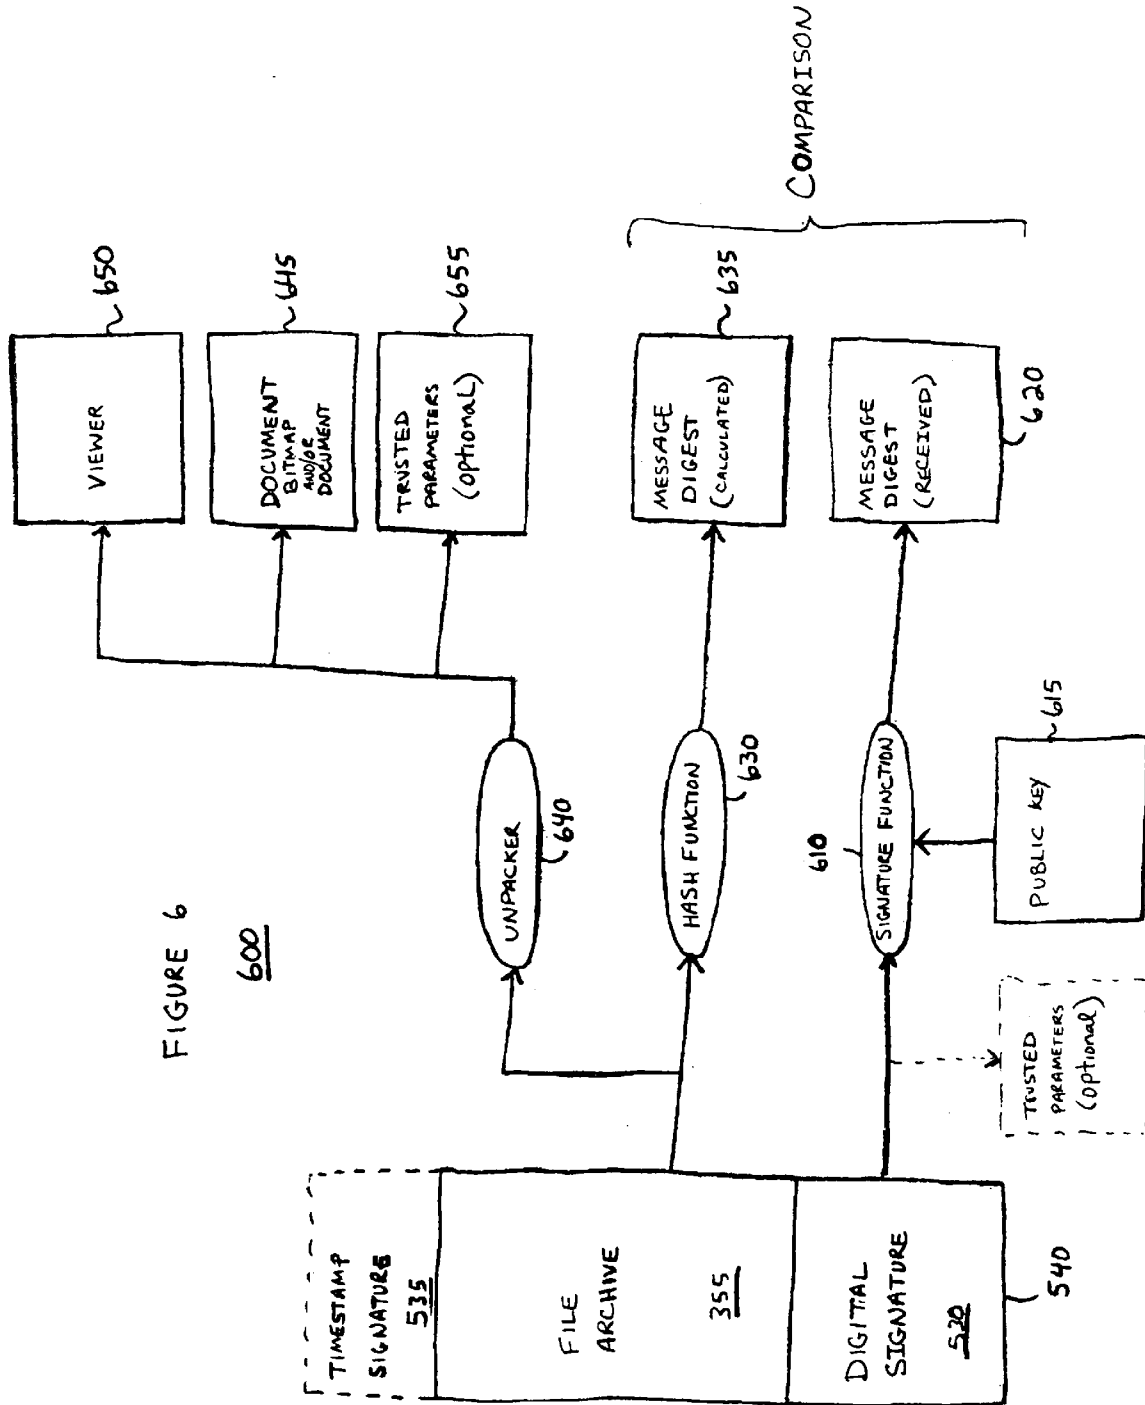 FIGURE 6
600
TIMESTAMP
SIGNATURE
535
FILE
ARCHIVE
355
DIGITIAL
SIGNATURE
530
540
UNPACKER
640
HASH FUNCTION
630
610
SIGNATURE FUNCTION
TRUSTED
PARAMETERS
(optional)
PUBLIC KEY
615
VIEWER
650
DOCUMENT
BITMAP
AND/OR
DOCUMENT
645
TRUSTED
PARAMETERS
(optional)
655
MESSAGE
DIGEST
(CALCULATED)
635
MESSAGE
DIGEST
(RECEIVED)
620
COMPARISON